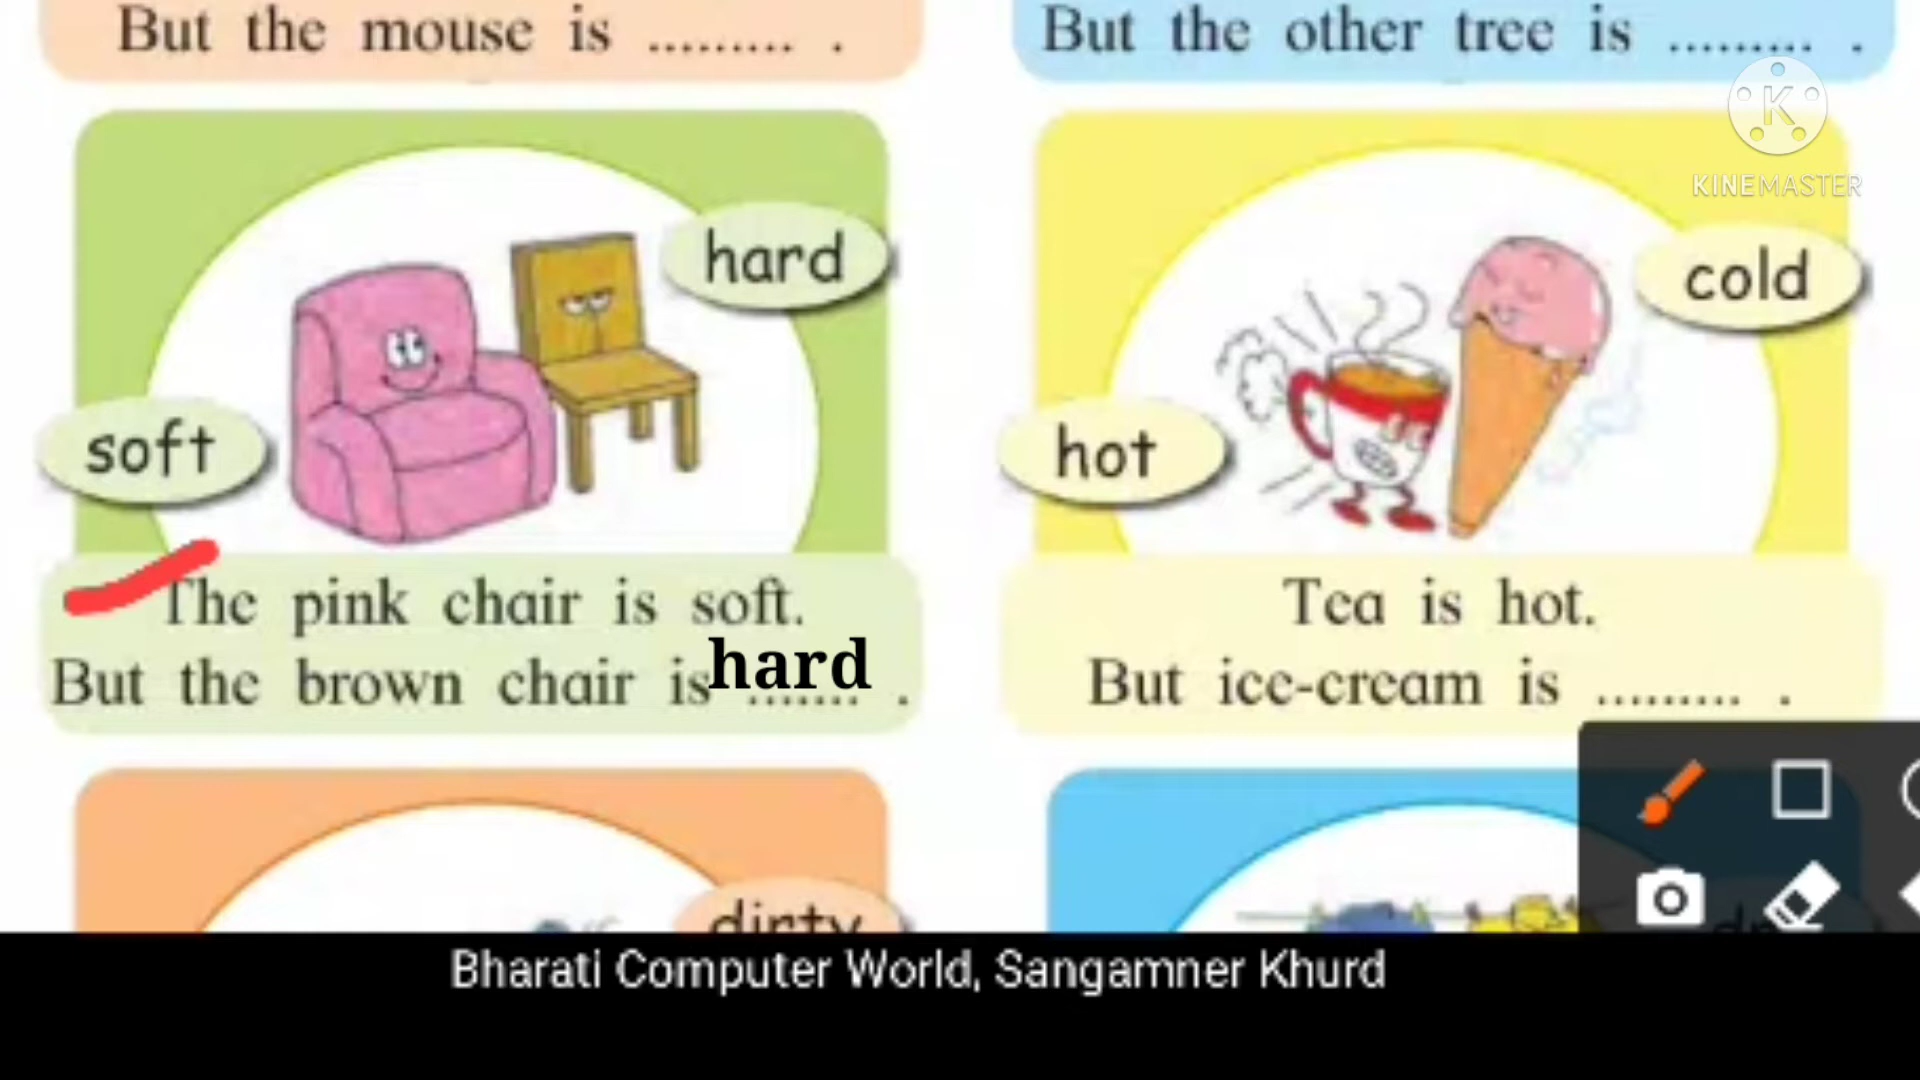 But the mouse is ......... .
But the other tree is ......... .
KINEMASTER
hard
soft
The pink chair is soft.
But the brown chair is hard ....... .
cold
hot
Tea is hot.
But ice-cream is ......... .
dirty
Bharati Computer World, Sangamner Khurd